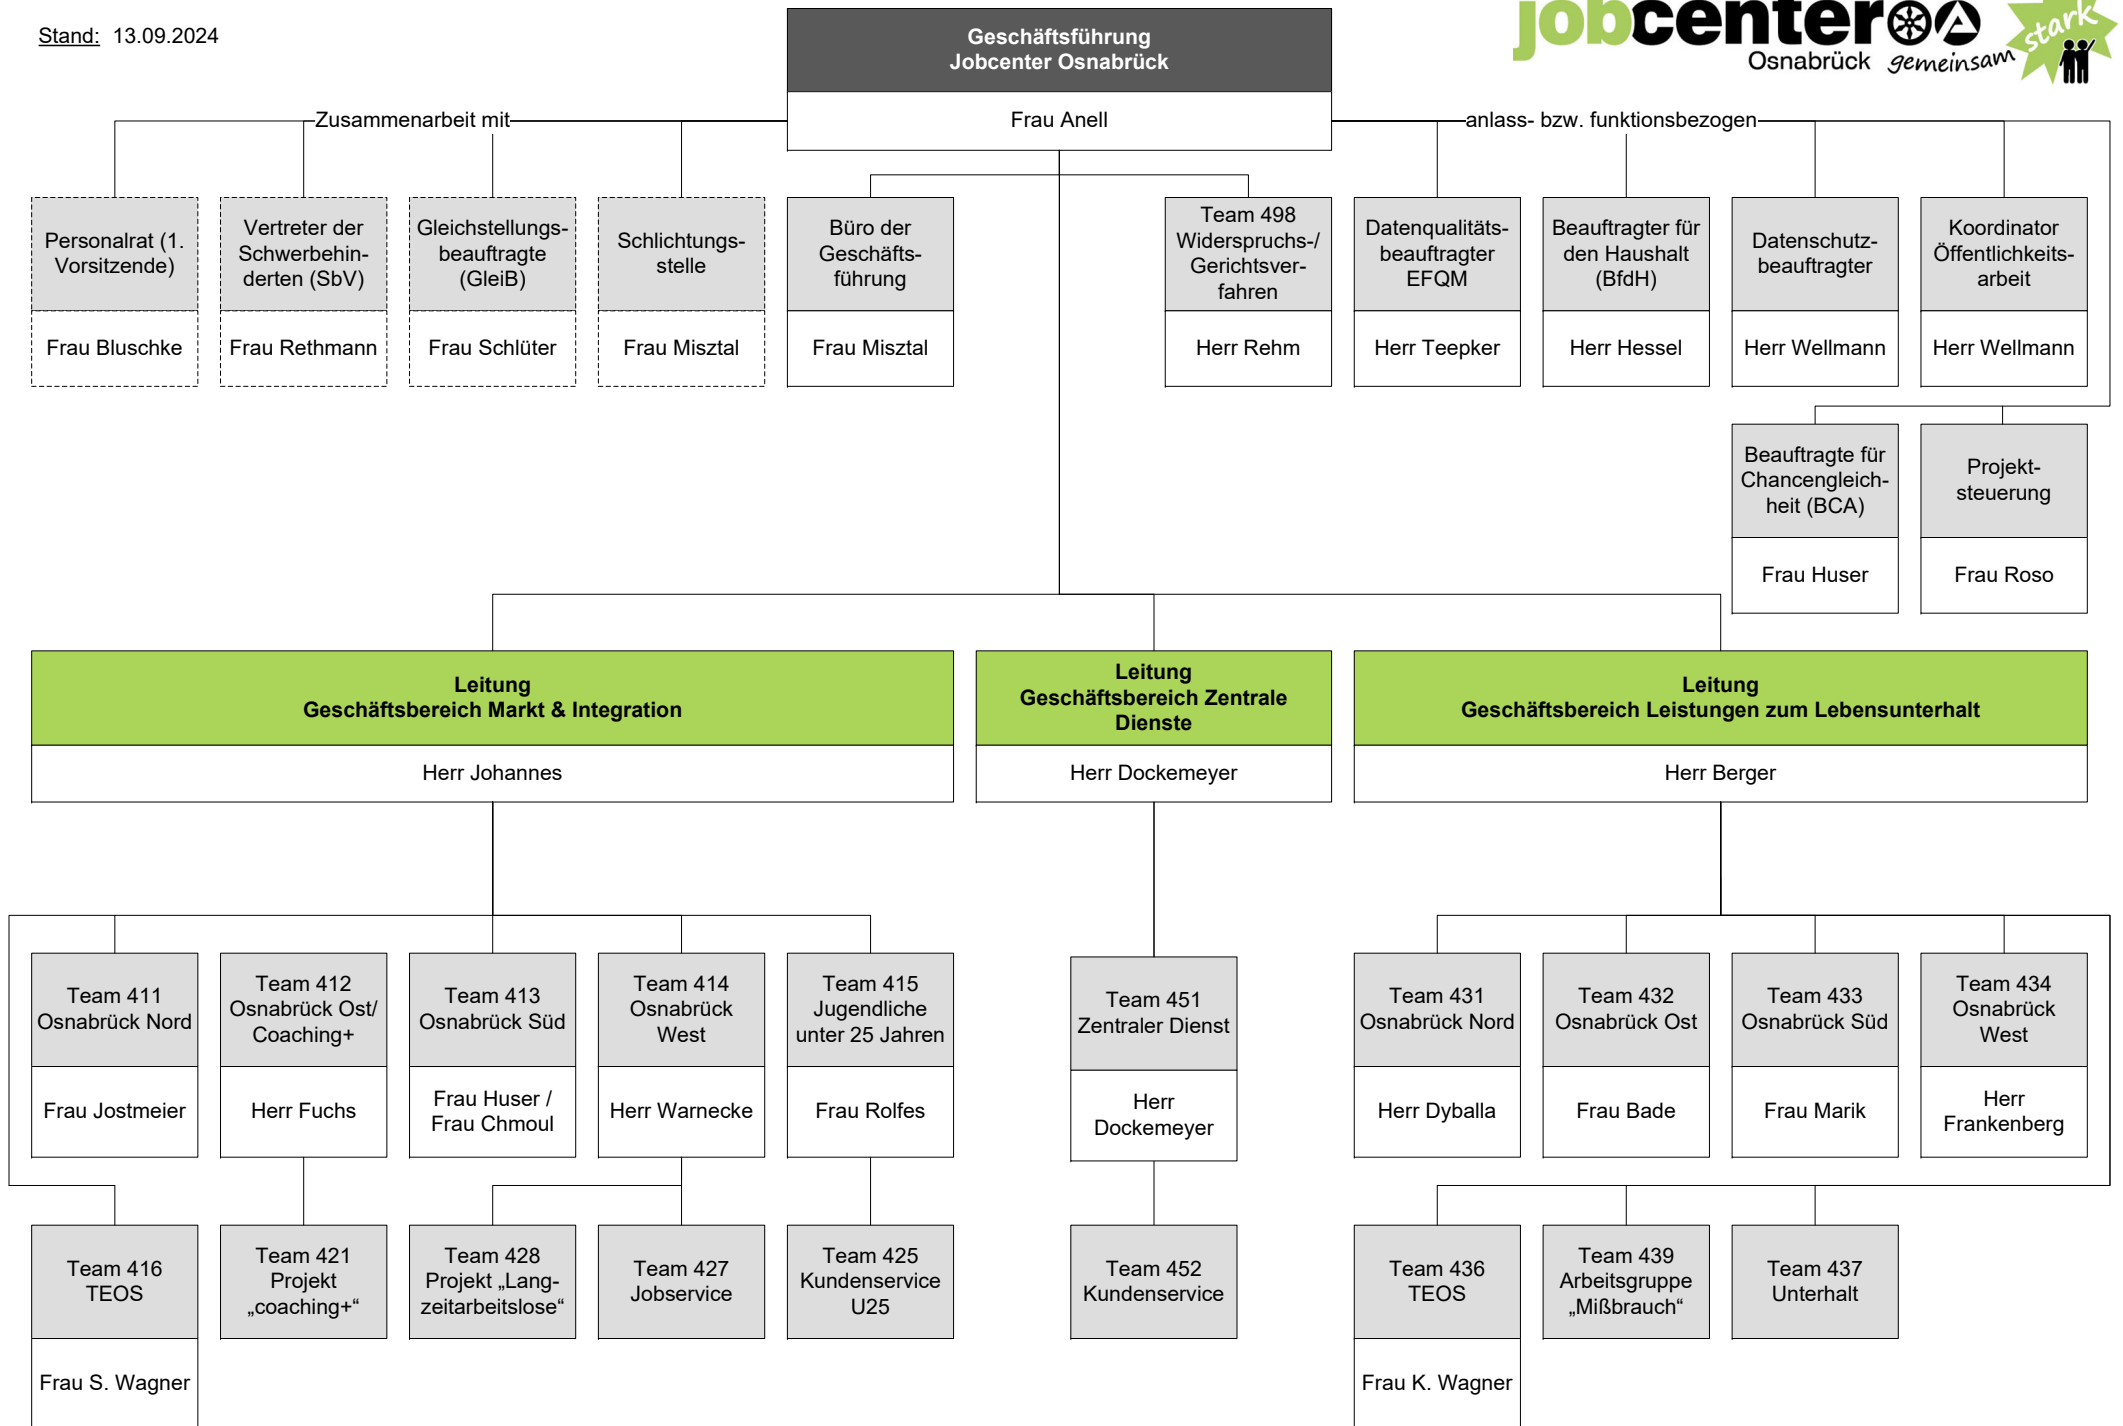 Stand: 13.09.2024
Geschäftsführung
Jobcenter Osnabrück
Frau Anell
jobcenter
Osnabrück
gemeinsam
stark
Zusammenarbeit mit
anlass- bzw. funktionsbezogen
Personalrat (1.
Vorsitzende)
Frau Bluschke
Vertreter der
Schwerbehin-
derten (SbV)
Frau Rethmann
Gleichstellungs-
beauftragte
(GleiB)
Frau Schlüter
Schlichtungs-
stelle
Frau Misztal
Büro der
Geschäfts-
führung
Frau Misztal
Team 498
Widerspruchs-/
Gerichtsver-
fahren
Herr Rehm
Datenqualitäts-
beauftragter
EFQM
Herr Teepker
Beauftragter für
den Haushalt
(BfdH)
Herr Hessel
Datenschutz-
beauftragter
Herr Wellmann
Koordinator
Öffentlichkeits-
arbeit
Herr Wellmann
Beauftragte für
Chancengleich-
heit (BCA)
Frau Huser
Projekt-
steuerung
Frau Roso
Leitung
Geschäftsbereich Markt & Integration
Herr Johannes
Leitung
Geschäftsbereich Zentrale
Dienste
Herr Dockemeyer
Leitung
Geschäftsbereich Leistungen zum Lebensunterhalt
Herr Berger
Team 411
Osnabrück Nord
Frau Jostmeier
Team 412
Osnabrück Ost/
Coaching+
Herr Fuchs
Team 413
Osnabrück Süd
Frau Huser /
Frau Chmoul
Team 414
Osnabrück
West
Herr Warnecke
Team 415
Jugendliche
unter 25 Jahren
Frau Rolfes
Team 451
Zentraler Dienst
Herr
Dockemeyer
Team 431
Osnabrück Nord
Herr Dyballa
Team 432
Osnabrück Ost
Frau Bade
Team 433
Osnabrück Süd
Frau Marik
Team 434
Osnabrück
West
Herr
Frankenberg
Team 416
TEOS
Frau S. Wagner
Team 421
Projekt
„coaching+“
Team 428
Projekt „Lang-
zeitarbeitslose“
Team 427
Jobservice
Team 425
Kundenservice
U25
Team 452
Kundenservice
Team 436
TEOS
Frau K. Wagner
Team 439
Arbeitsgruppe
„Mißbrauch“
Team 437
Unterhalt